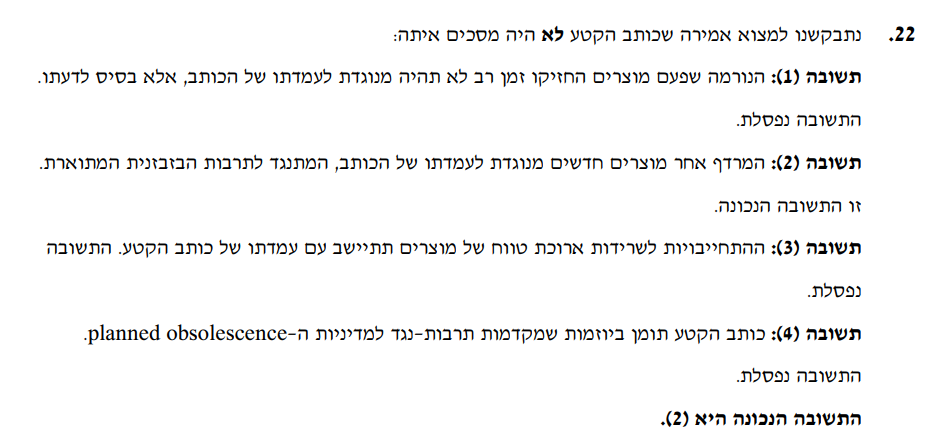 22. נתבקשנו למצוא אמירה שכותב הקטע לא היה מסכים איתה:
תשובה (1): הנורמה שפעם מוצרים החזיקו זמן רב לא תהיה מנוגדת לעמדתו של הכותב, אלא בסיס לדעתו.
התשובה נפסלת.
תשובה (2): המרדף אחר מוצרים חדשים מנוגדת לעמדתו של הכותב, המתנגד לתרבות הבזבזנית המתוארת.
זו התשובה הנכונה.
תשובה (3): ההתחייבויות לשרידות ארוכת טווח של מוצרים תתיישב עם עמדתו של כותב הקטע. התשובה
נפסלת.
תשובה (4): כותב הקטע תומן ביוזמות שמקדמות תרבות-נגד למדיניות ה-planned obsolescence.
התשובה נפסלת.
התשובה הנכונה היא (2).